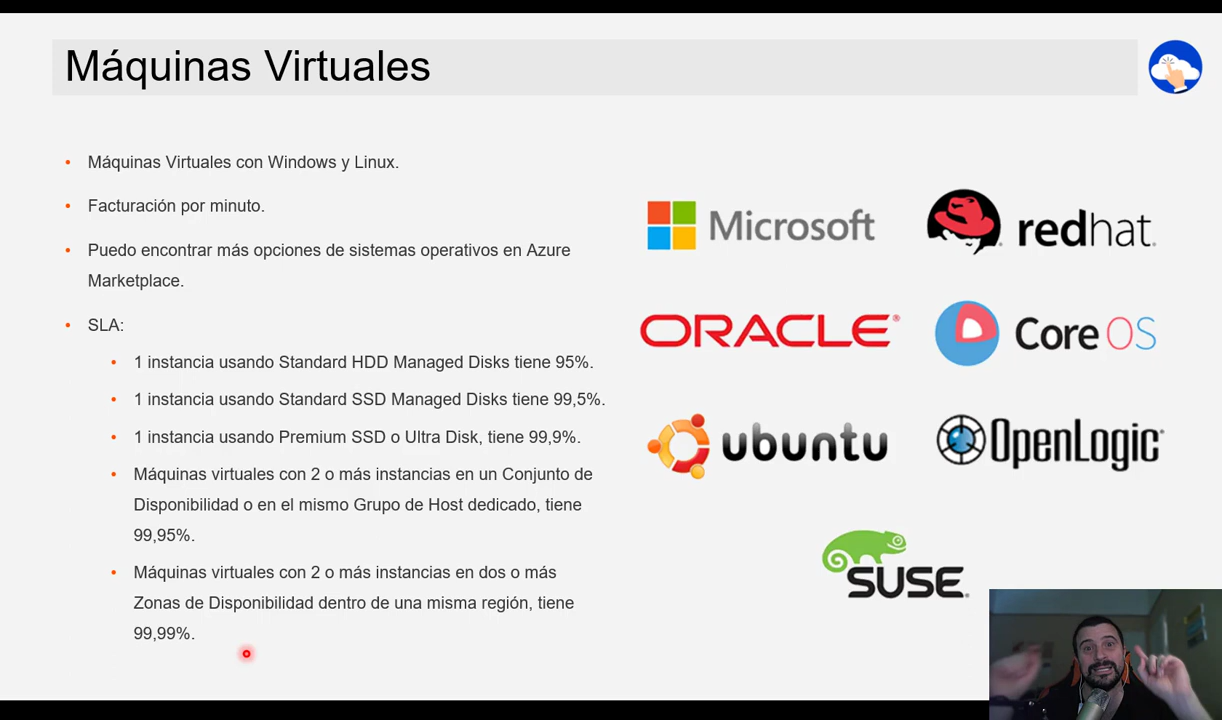 Máquinas Virtuales
• Máquinas Virtuales con Windows y Linux.
• Facturación por minuto.
• Puedo encontrar más opciones de sistemas operativos en Azure
Marketplace.
• SLA:
• 1 instancia usando Standard HDD Managed Disks tiene 95%.
• 1 instancia usando Standard SSD Managed Disks tiene 99,5%.
• 1 instancia usando Premium SSD o Ultra Disk, tiene 99,9%.
• Máquinas virtuales con 2 o más instancias en un Conjunto de
Disponibilidad o en el mismo Grupo de Host dedicado, tiene
99,95%.
• Máquinas virtuales con 2 o más instancias en dos o más
Zonas de Disponibilidad dentro de una misma región, tiene
99,99%.
Microsoft
redhat.
ORACLE®
CoreOS
ubuntu
OpenLogic®
SUSE®